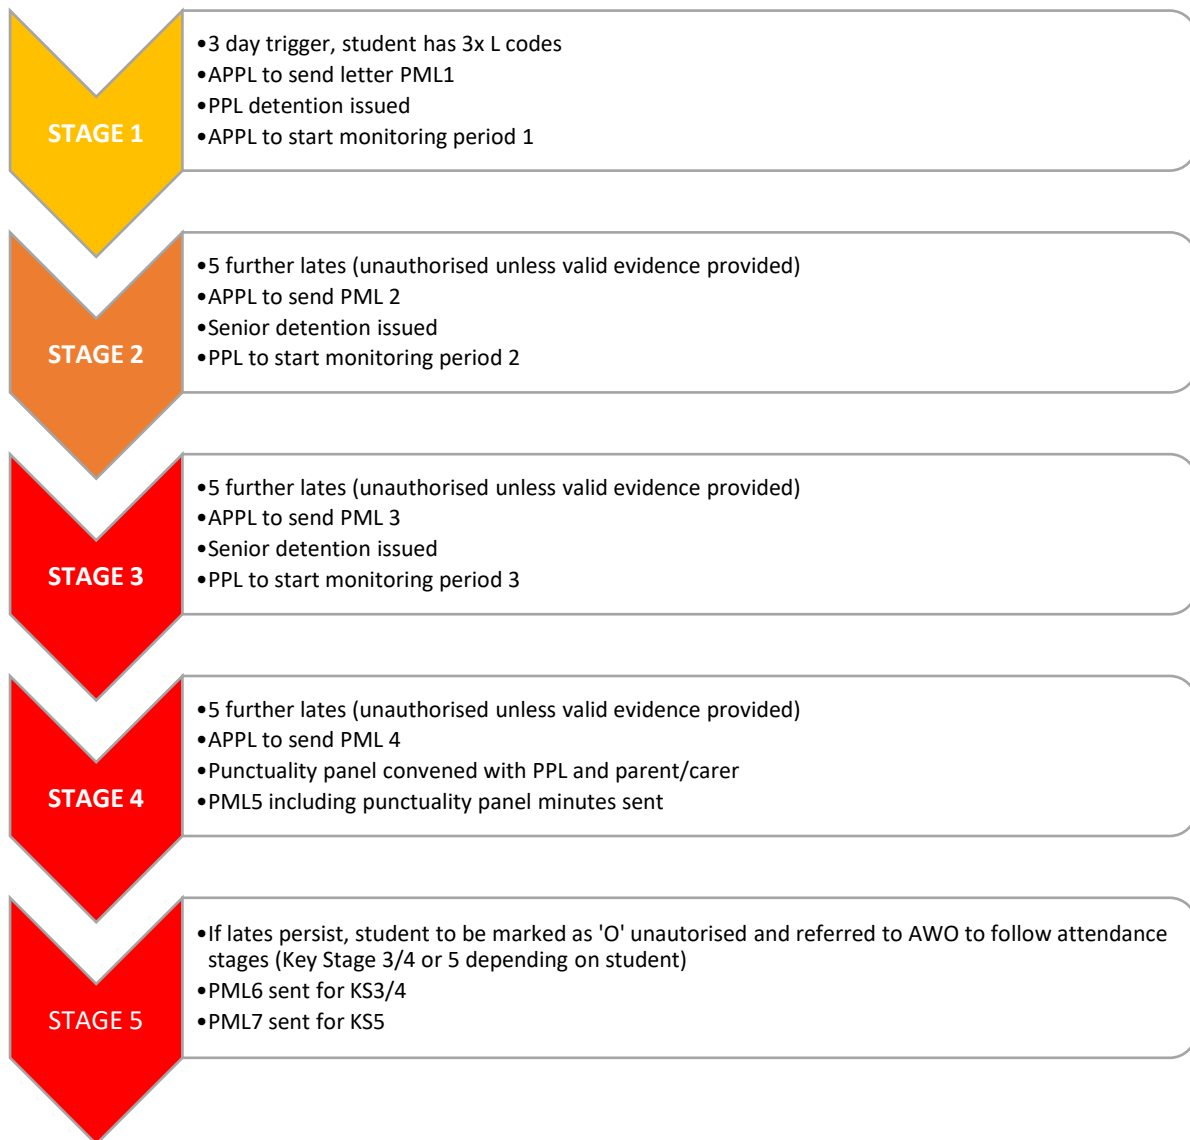 STAGE 1
•3 day trigger, student has 3x L codes
•APPL to send letter PML1
•PPL detention issued
•APPL to start monitoring period 1
STAGE 2
•5 further lates (unauthorised unless valid evidence provided)
•APPL to send PML 2
•Senior detention issued
•PPL to start monitoring period 2
STAGE 3
•5 further lates (unauthorised unless valid evidence provided)
•APPL to send PML 3
•Senior detention issued
•PPL to start monitoring period 3
STAGE 4
•5 further lates (unauthorised unless valid evidence provided)
•APPL to send PML 4
•Punctuality panel convened with PPL and parent/carer
•PML5 including punctuality panel minutes sent
STAGE 5
•If lates persist, student to be marked as 'O' unautorised and referred to AWO to follow attendance
stages (Key Stage 3/4 or 5 depending on student)
•PML6 sent for KS3/4
•PML7 sent for KS5